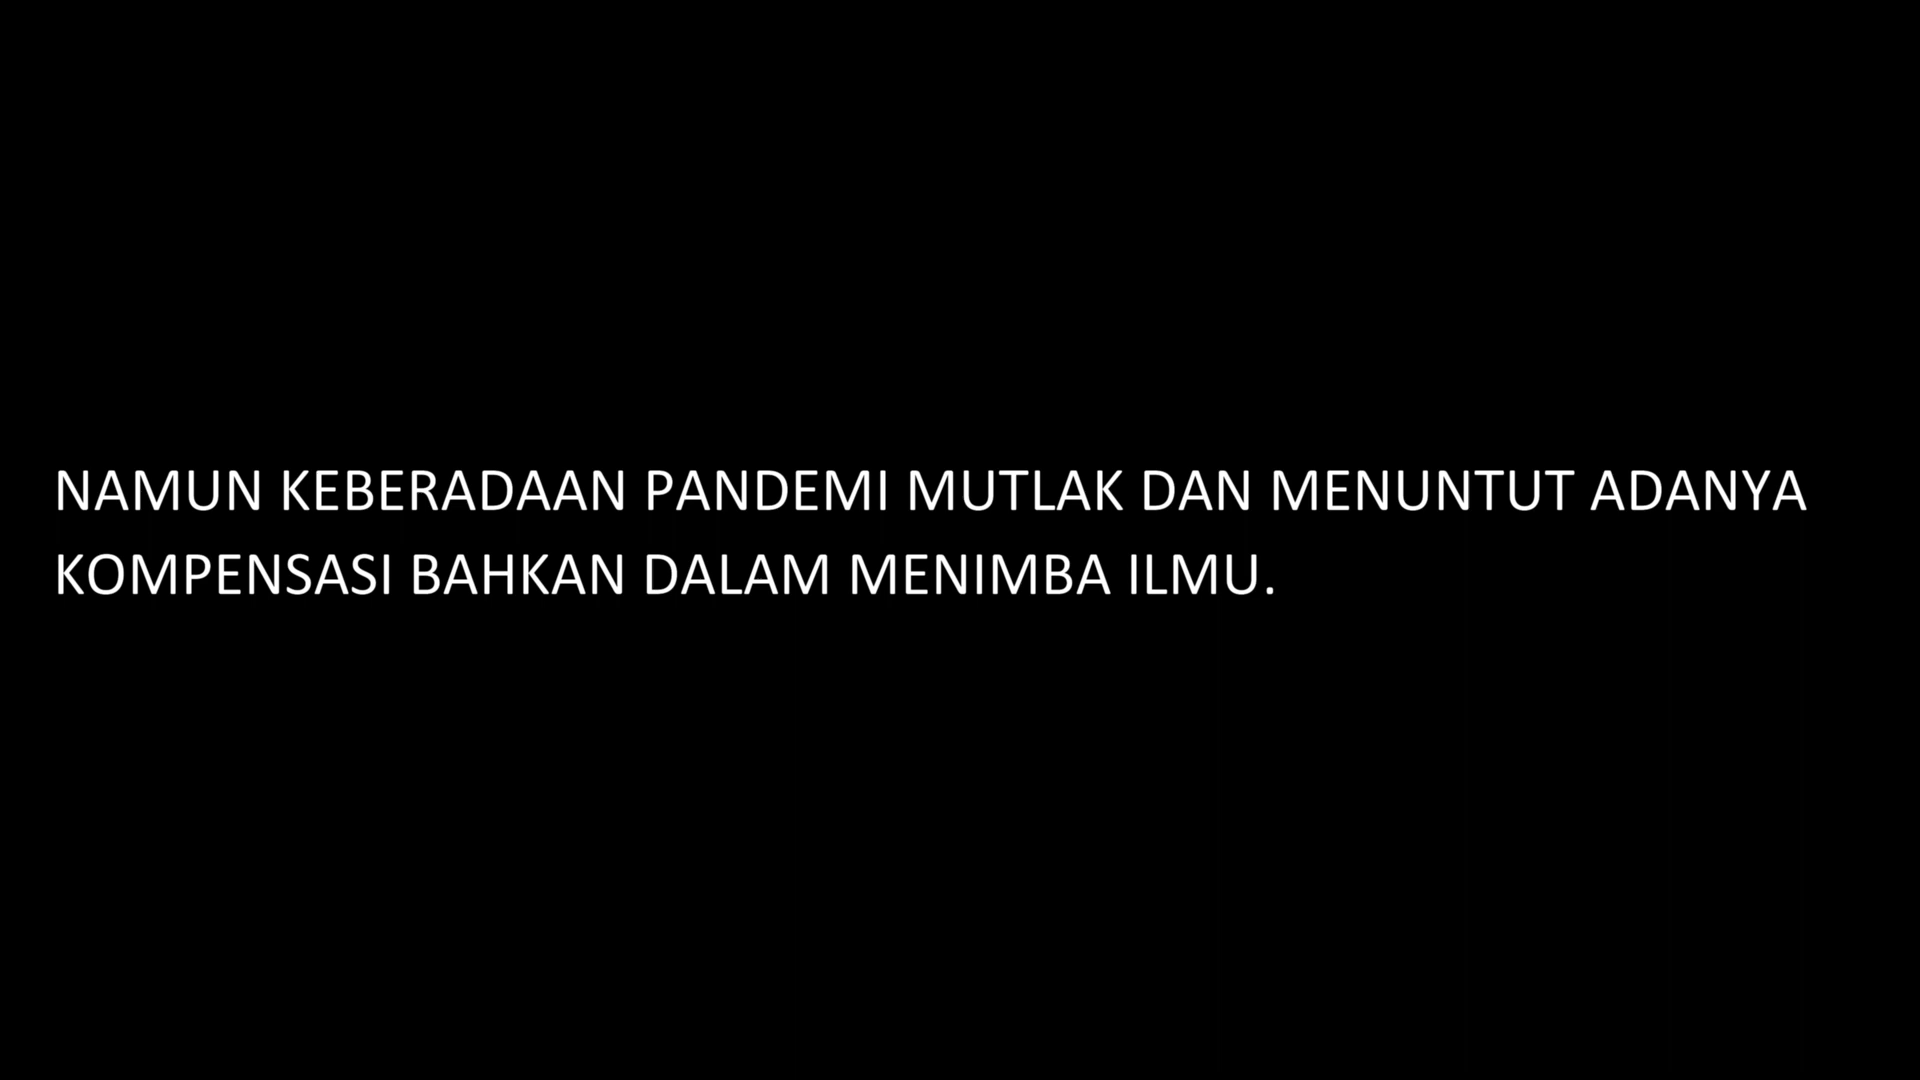 NAMUN KEBERADAAN PANDEMI MUTLAK DAN MENUNTUT ADANYA
KOMPENSASI BAHKAN DALAM MENIMBA ILMU.